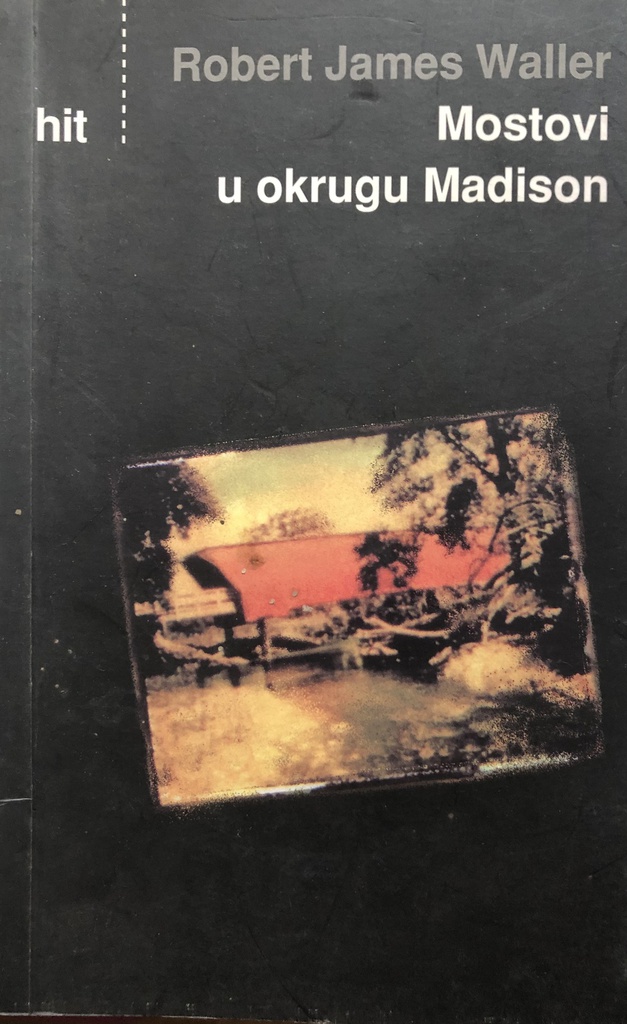 Robert James Waller
hit
Mostovi
u okrugu Madison